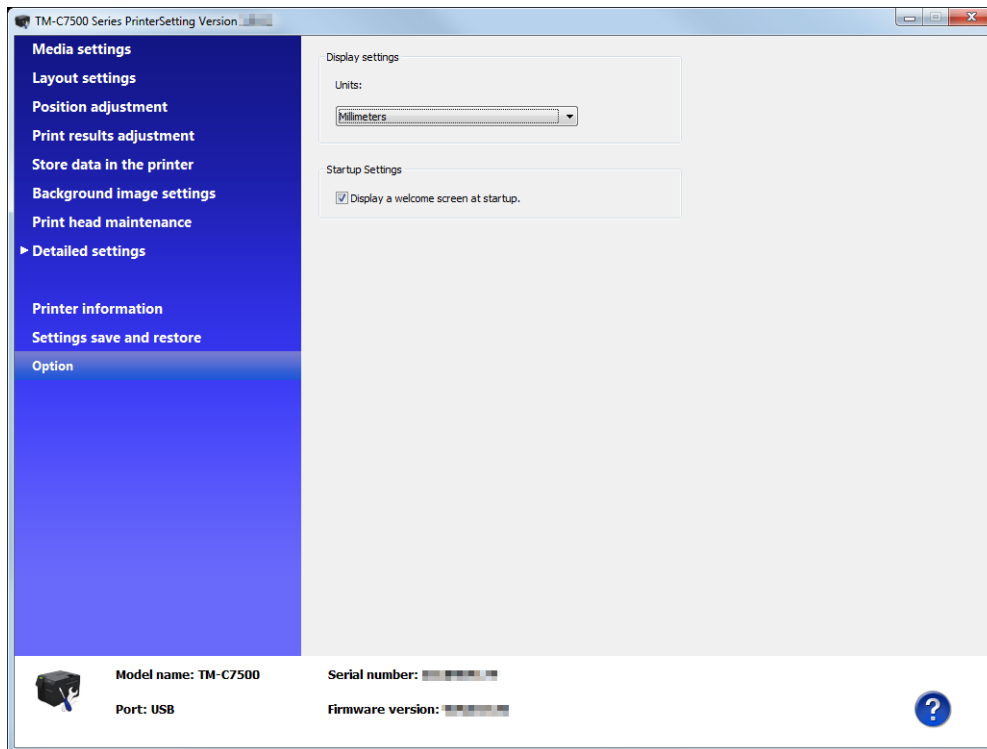 TM-C7500 Series PrinterSetting Version
Media settings
Layout settings
Position adjustment
Print results adjustment
Store data in the printer
Background image settings
Print head maintenance
Detailed settings
Printer information
Settings save and restore
Option
Display settings
Units:
Millimeters
Startup Settings
Display a welcome screen at startup.
Model name: TM-C7500
Serial number:
Port: USB
Firmware version:
?